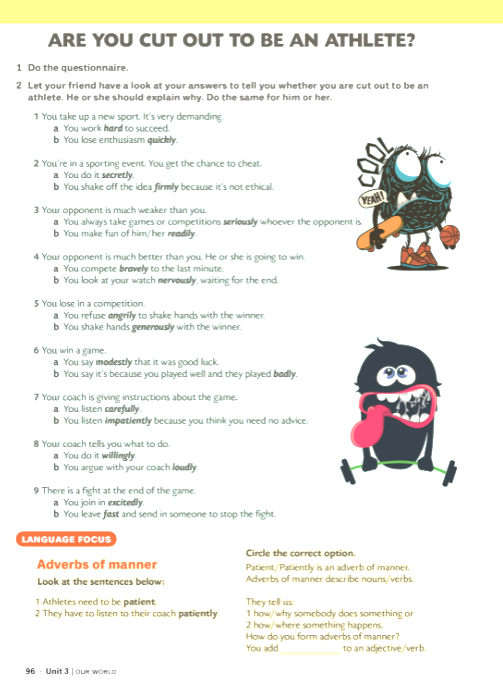 ARE YOU CUT OUT TO BE AN ATHLETE?
1 Do the questionnaire.
2 Let your friend have a look at your answers to tell you whether you are cut out to be an
athlete. He or she should explain why. Do the same for him or her.
1 You take up a new sport. It's very demanding.
a You work hard to succeed.
b You lose enthusiasm quickly.
2 You're in a sporting event. You get the chance to cheat.
a You do it secretly.
b You shake off the idea firmly because it's not ethical.
3 Your opponent is much weaker than you.
a You always take games or competitions seriously whoever the opponent is.
b You make fun of him/her readily.
4 Your opponent is much better than you. He or she is going to win.
a You compete bravely to the last minute.
b You look at your watch nervously, waiting for the end.
5 You lose in a competition.
a You refuse angrily to shake hands with the winner.
b You shake hands generously with the winner.
6 You win a game.
a You say modestly that it was good luck.
b You say it's because you played well and they played badly.
7 Your coach is giving instructions about the game.
a You listen carefully.
b You listen impatiently because you think you need no advice.
8 Your coach tells you what to do.
a You do it willingly.
b You argue with your coach loudly.
9 There is a fight at the end of the game.
a You join in excitedly.
b You leave fast and send in someone to stop the fight.
COOL
YEAH!
LANGUAGE FOCUS
Adverbs of manner
Look at the sentences below:
1 Athletes need to be patient.
2 They have to listen to their coach patiently.
Circle the correct option.
Patient/Patiently is an adverb of manner.
Adverbs of manner describe nouns/verbs.
They tell us:
1 how/why somebody does something or
2 how/where something happens.
How do you form adverbs of manner?
You add to an adjective/verb.
96 · Unit 3 | OUR WORLD